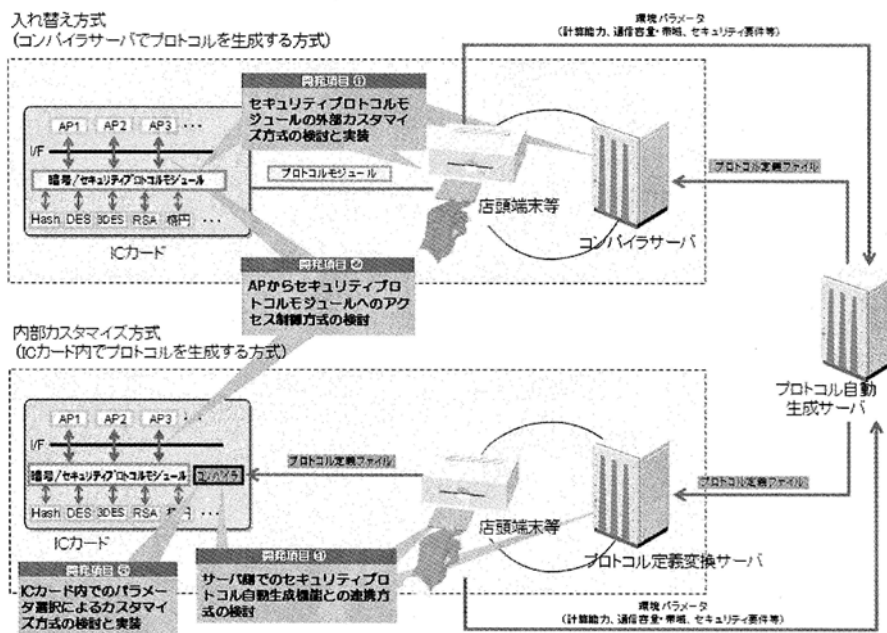 入れ替え方式
(コンパイラサーバでプロトコルを生成する方式)
環境パラメータ
(計算能力、通信容量・帯域、セキュリティ要件等)
開発項目 ①
セキュリティプロトコルモ
ジュールの外部カスタマイ
ズ方式の検討と実装
AP1 AP2 AP3 ・・・
I/F
暗号/セキュリティプロトコルモジュール
Hash DES 3DES RSA 楕円 ・・・
ICカード
プロトコルモジュール
店頭端末等
コンパイラサーバ
プロトコル定義ファイル
開発項目 ②
APからセキュリティプロ
トコルモジュールへのアク
セス制御方式の検討
プロトコル自動
生成サーバ
内部カスタマイズ方式
(ICカード内でプロトコルを生成する方式)
AP1 AP2 AP3 ・・・
I/F
暗号/セキュリティプロトコルモジュール コンパイラ
Hash DES 3DES RSA 楕円 ・・・
ICカード
プロトコル定義ファイル
店頭端末等
プロトコル定義変換サーバ
プロトコル定義ファイル
開発項目
ICカード内でのパラメー
タ選択によるカスタマイ
ズ方式の検討と実装
開発項目
サーバ側でのセキュリティプロ
トコル自動生成機能との連携方
式の検討
環境パラメータ
(計算能力、通信容量・帯域、セキュリティ要件等)